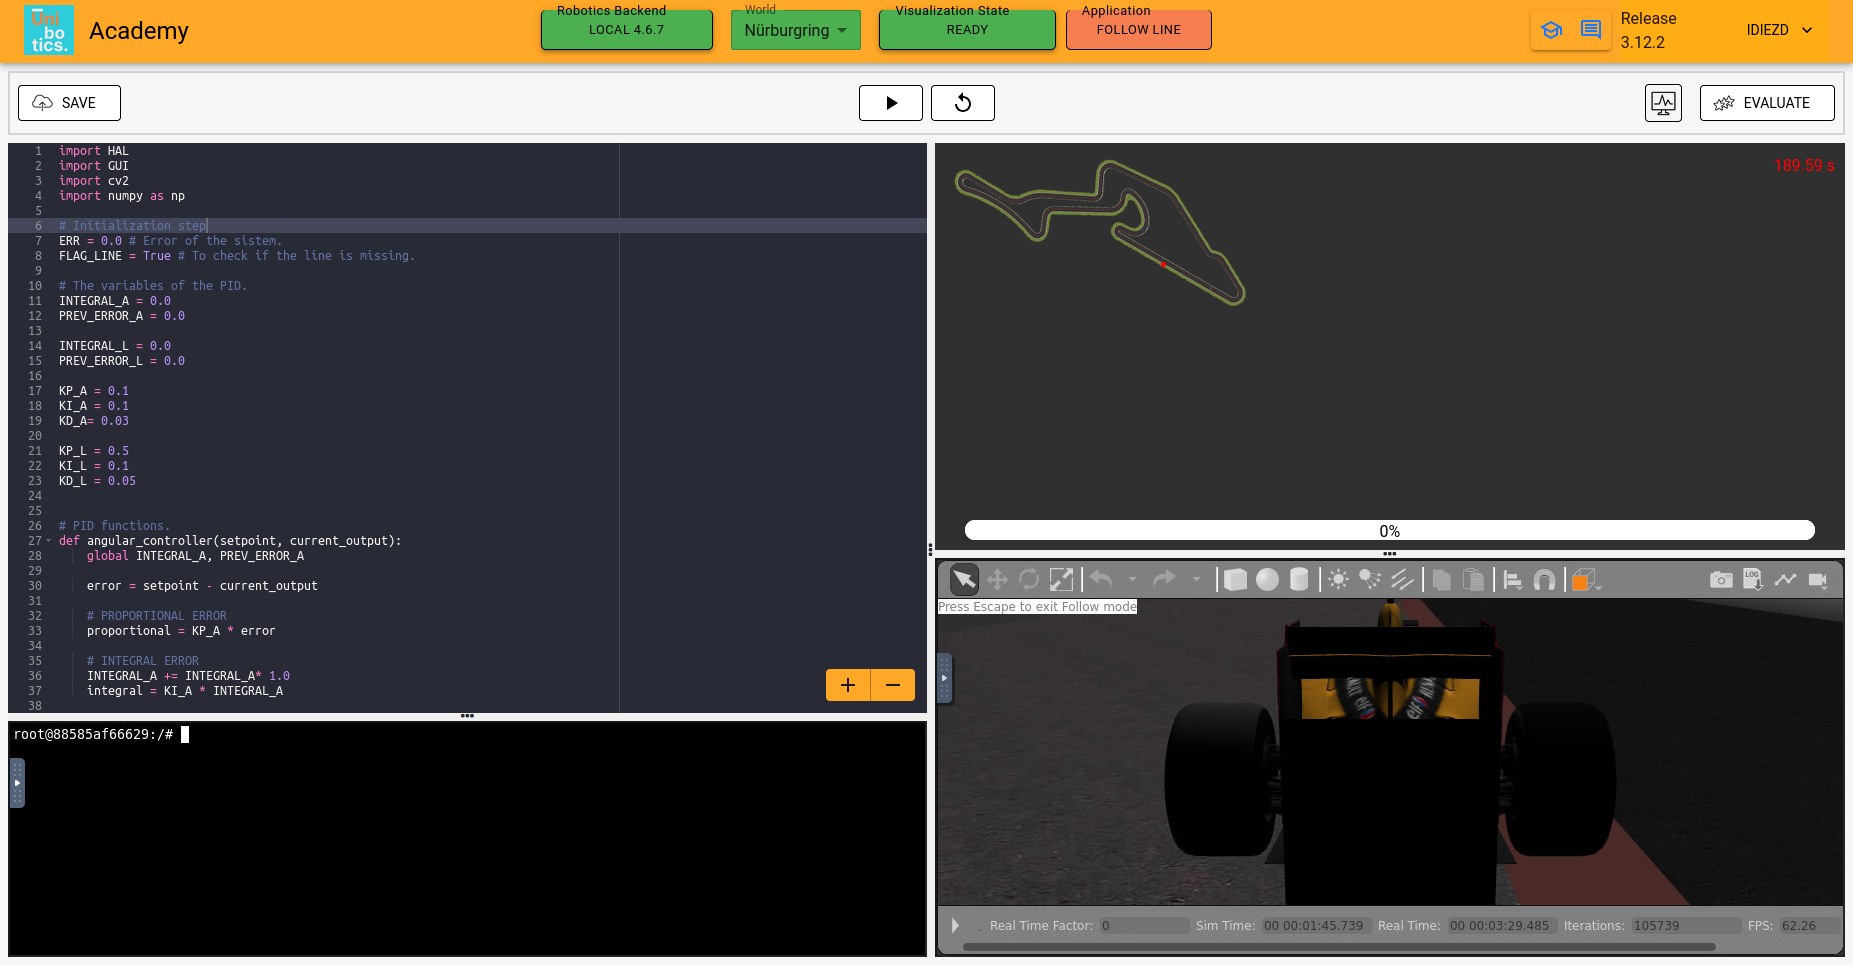 Uni
bo
tics.
Academy
Robotics Backend
LOCAL 4.6.7
World
Nürburgring
Visualization State
READY
Application
FOLLOW LINE
Release
3.12.2
IDIEZD
SAVE
EVALUATE
1 import HAL
2 import GUI
3 import cv2
4 import numpy as np
5
6 # Initialization step
7 ERR = 0.0 # Error of the sistem.
8 FLAG_LINE = True # To check if the line is missing.
9
10 # The variables of the PID.
11 INTEGRAL_A = 0.0
12 PREV_ERROR_A = 0.0
13
14 INTEGRAL_L = 0.0
15 PREV_ERROR_L = 0.0
16
17 KP_A = 0.1
18 KI_A = 0.1
19 KD_A= 0.03
20
21 KP_L = 0.5
22 KI_L = 0.1
23 KD_L = 0.05
24
25
26 # PID functions.
27 def angular_controller(setpoint, current_output):
28 global INTEGRAL_A, PREV_ERROR_A
29
30 error = setpoint - current_output
31
32 # PROPORTIONAL ERROR
33 proportional = KP_A * error
34
35 # INTEGRAL ERROR
36 INTEGRAL_A += INTEGRAL_A* 1.0
37 integral = KI_A * INTEGRAL_A
38
+ −
root@88585af66629:/#
189.59 s
0%
LOG
Press Escape to exit Follow mode
elf
Real Time Factor: 0 Sim Time: 00 00:01:45.739 Real Time: 00 00:03:29.485 Iterations: 105739 FPS: 62.26